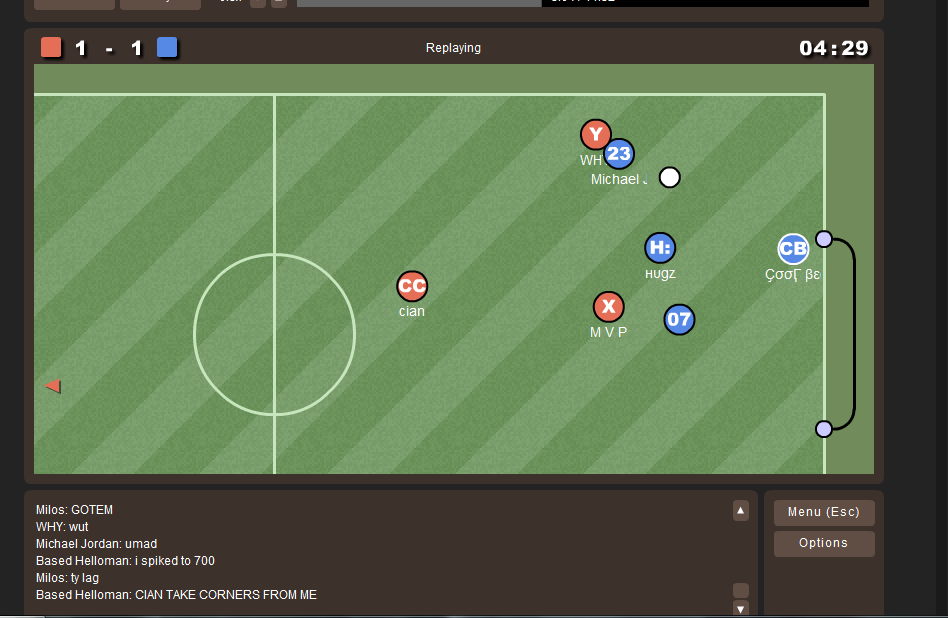 1 - 1
Replaying
04:29
Y
WH
23
Michael J
H:
нugz
CB
Çσσʃ βε
CC
cian
X
M V P
07
Milos: GOTEM
WHY: wut
Michael Jordan: umad
Based Helloman: i spiked to 700
Milos: ty lag
Based Helloman: CIAN TAKE CORNERS FROM ME
Menu (Esc)
Options